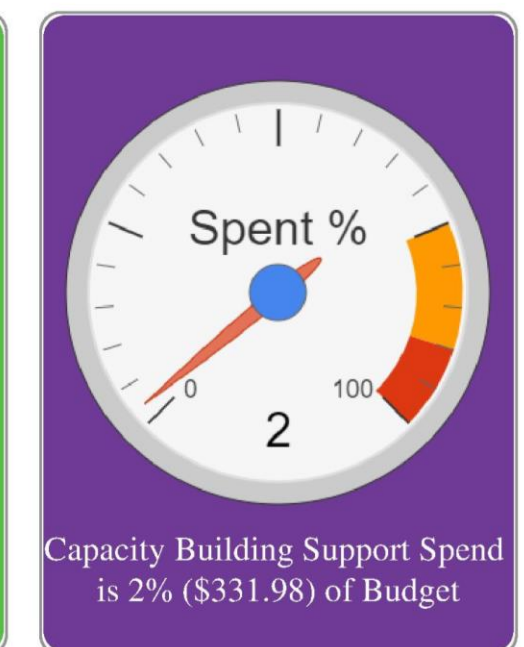 Spent %
0
100
2
Capacity Building Support Spend
is 2% ($331.98) of Budget